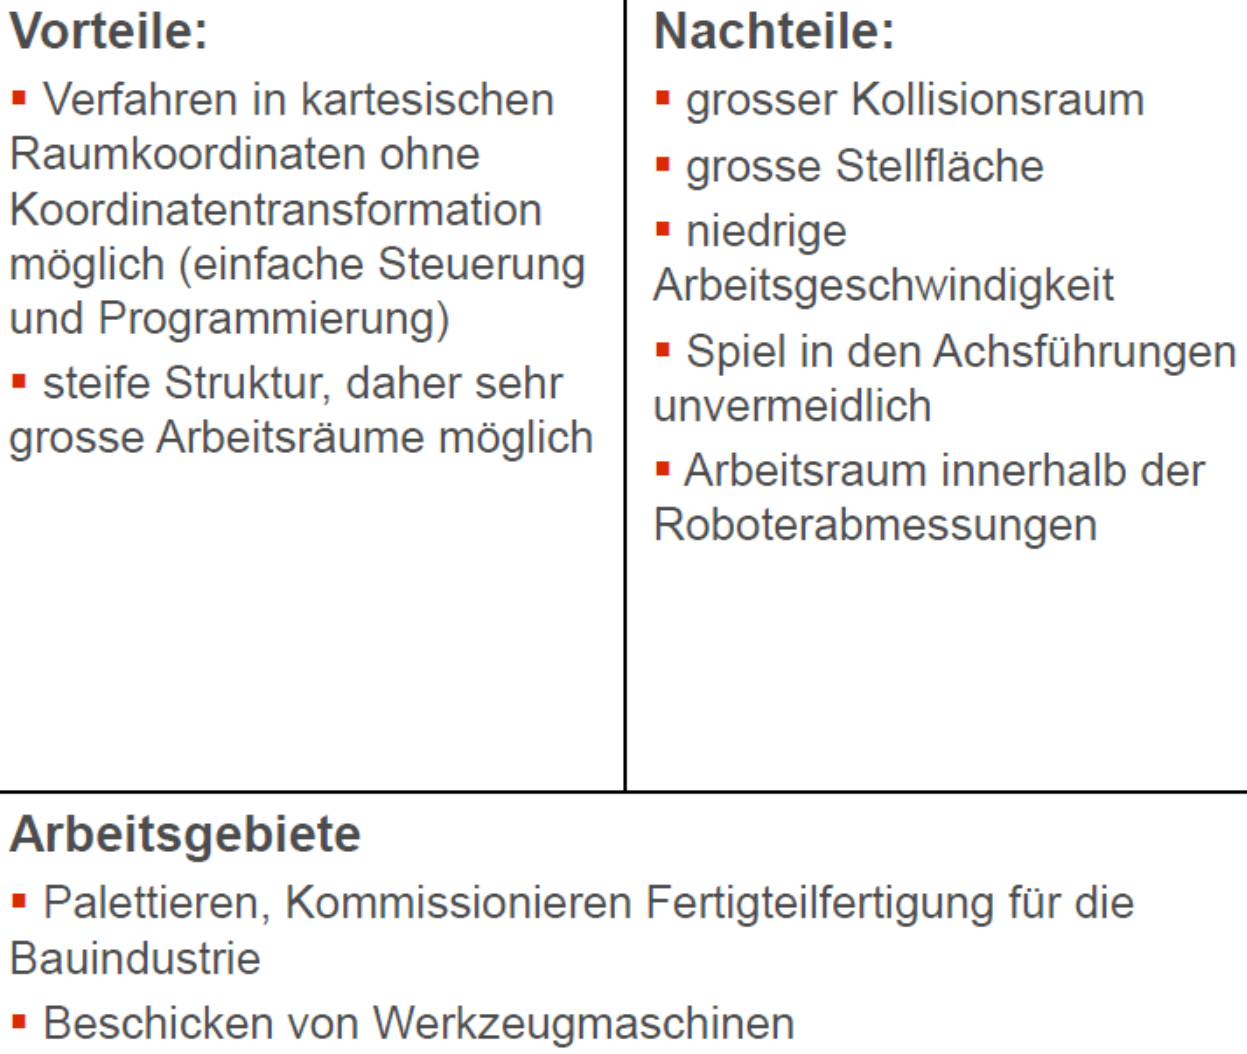 Vorteile:
▪ Verfahren in kartesischen
Raumkoordinaten ohne
Koordinatentransformation
möglich (einfache Steuerung
und Programmierung)
▪ steife Struktur, daher sehr
grosse Arbeitsräume möglich
Nachteile:
▪ grosser Kollisionsraum
▪ grosse Stellfläche
▪ niedrige
Arbeitsgeschwindigkeit
▪ Spiel in den Achsführungen
unvermeidlich
▪ Arbeitsraum innerhalb der
Roboterabmessungen
Arbeitsgebiete
▪ Palettieren, Kommissionieren Fertigteilfertigung für die
Bauindustrie
▪ Beschicken von Werkzeugmaschinen